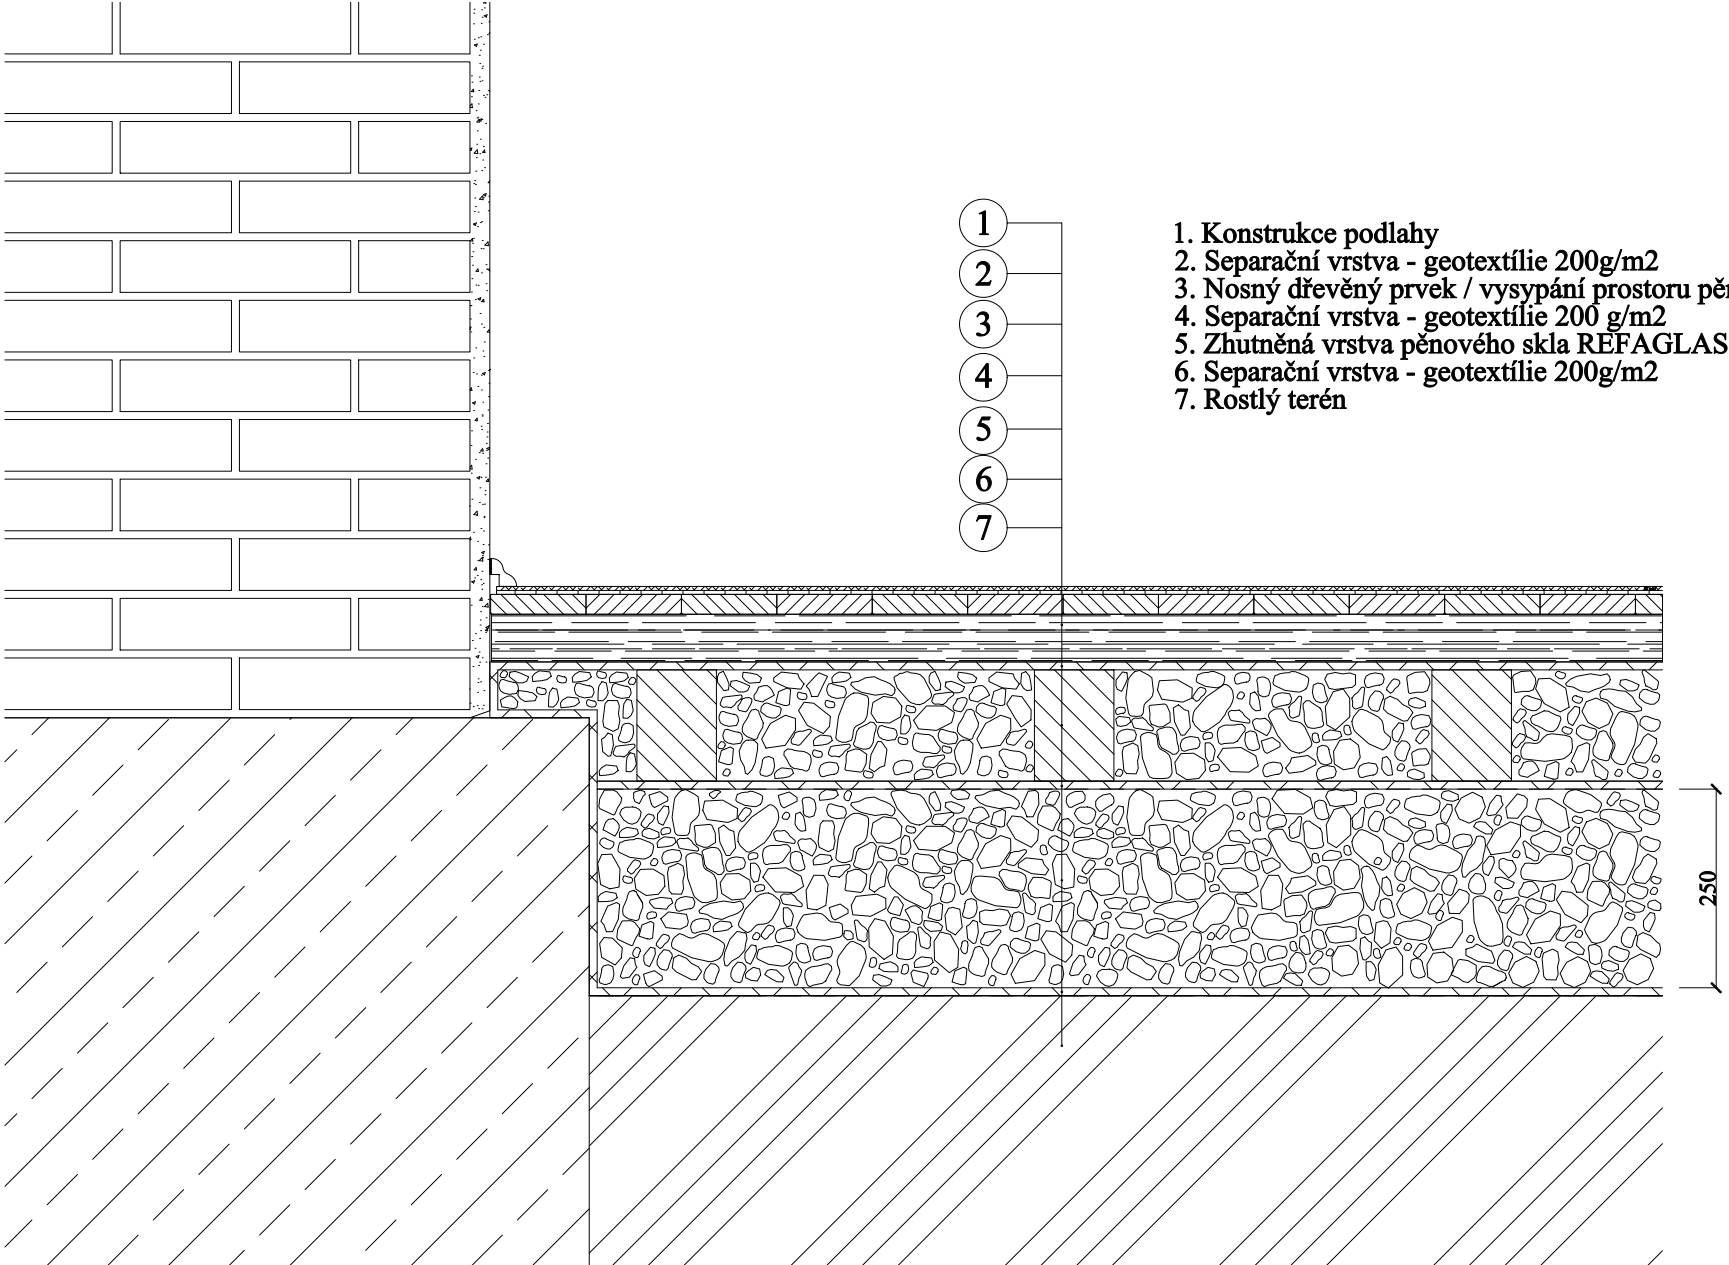 1
2
3
4
5
6
7
1. Konstrukce podlahy
2. Separační vrstva - geotextílie 200g/m2
3. Nosný dřevěný prvek / vysypání prostoru
4. Separační vrstva - geotextílie 200 g/m2
5. Zhutněná vrstva pěnového skla REFAGLAS
6. Separační vrstva - geotextílie 200g/m2
7. Rostlý terén
250